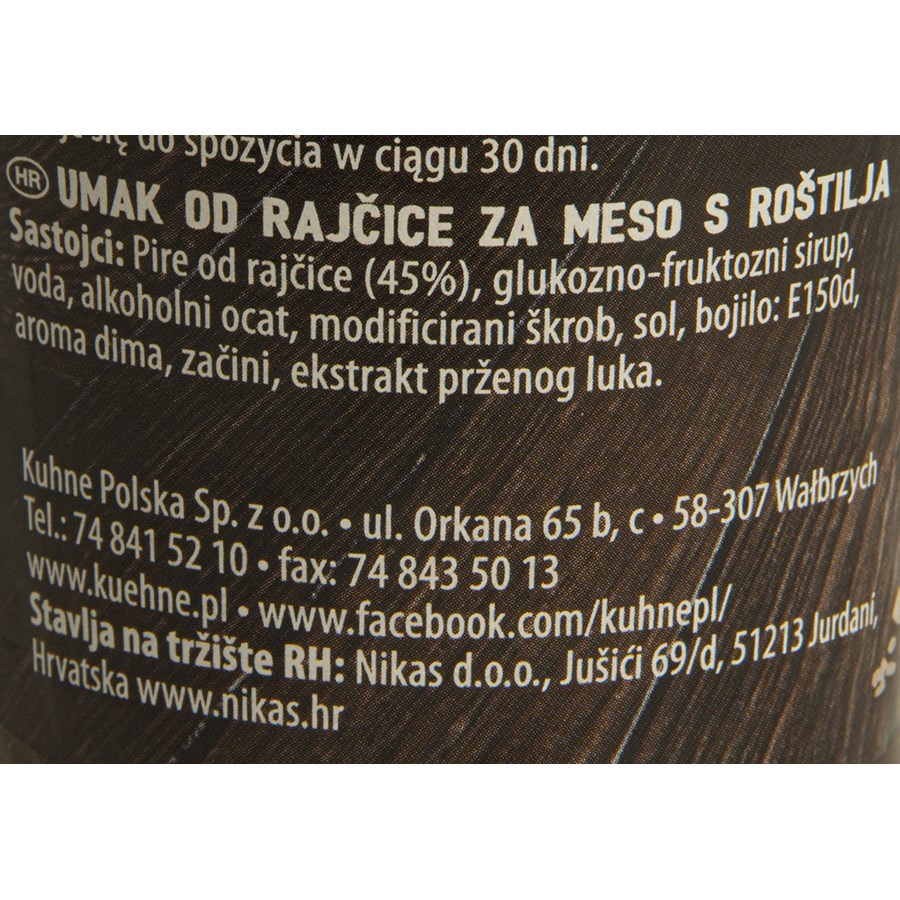 się do spożycia w ciągu 30 dni.
HR UMAK OD RAJČICE ZA MESO S ROŠTILJA
Sastojci: Pire od rajčice (45%), glukozno-fruktozni sirup,
voda, alkoholni ocat, modificirani škrob, sol, bojilo: E150d,
aroma dima, začini, ekstrakt prženog luka.
Kuhne Polska Sp. z o.o. • ul. Orkana 65 b, c • 58-307 Wałbrzych
Tel.: 74 841 52 10 • fax: 74 843 50 13
www.kuehne.pl • www.facebook.com/kuhnepl/
Stavlja na tržište RH: Nikas d.o.o., Jušići 69/d, 51213 Jurdani,
Hrvatska www.nikas.hr